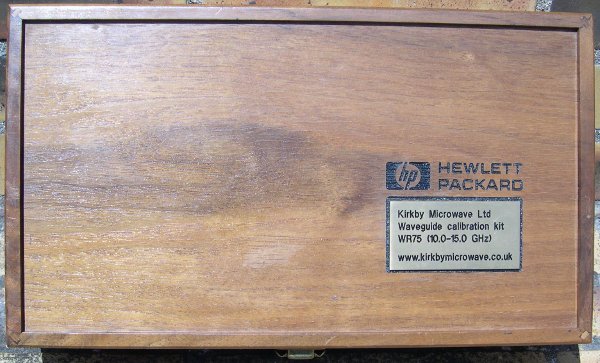 hp HEWLETT
PACKARD
Kirkby Microwave Ltd
Waveguide calibration kit
WR75 (10.0-15.0 GHz)
www.kirkbymicrowave.co.uk